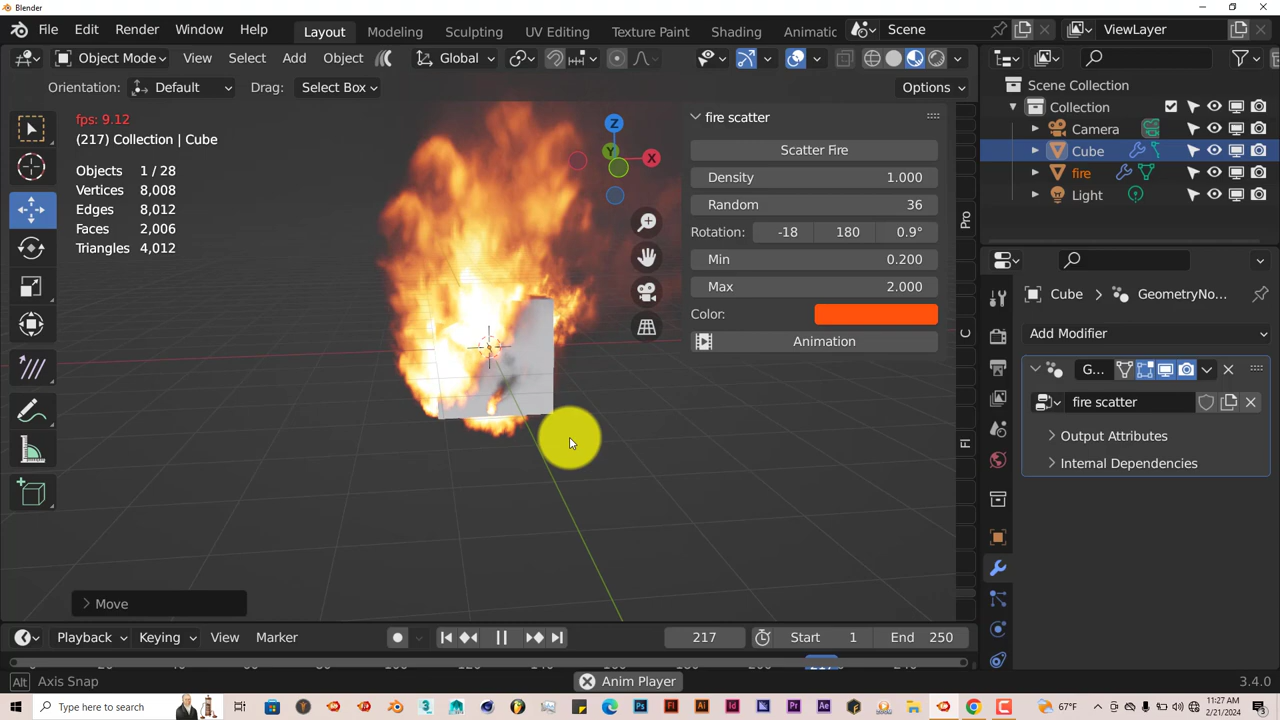 Blender
File Edit Render Window Help Layout Modeling Sculpting UV Editing Texture Paint Shading Animatic Scene ViewLayer
Object Mode View Select Add Object Global
Orientation: Default Drag: Select Box Options
fps: 9.12
(217) Collection | Cube
Objects 1 / 28
Vertices 8,008
Edges 8,012
Faces 2,006
Triangles 4,012
Z
Y
X
fire scatter
Scatter Fire
Density 1.000
Random 36
Rotation: -18 180 0.9°
Min 0.200
Max 2.000
Color:
Animation
Pro
C
FI
Scene Collection
Collection
Camera
Cube
fire
Light
Cube > GeometryNo...
Add Modifier
G...
fire scatter
Output Attributes
Internal Dependencies
> Move
Playback Keying View Marker 217 Start 1 End 250
Alt Axis Snap Anim Player 3.4.0
Type here to search 67°F 11:27 AM
2/21/2024